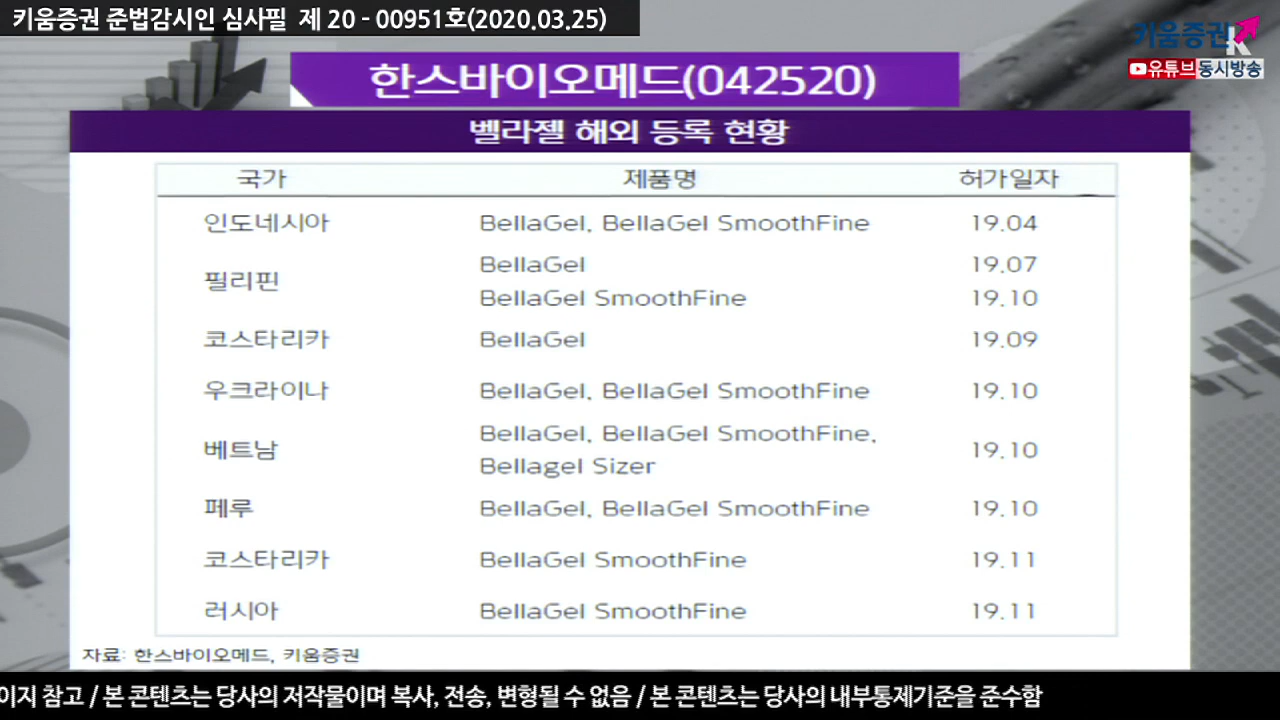 키움증권 준법감시인 심사필 제 20 - 00951호(2020.03.25)
키움증권
유튜브 동시방송
한스바이오메드(042520)
벨라젤 해외 등록 현황
국가 제품명 허가일자
인도네시아 BellaGel, BellaGel SmoothFine 19.04
필리핀 BellaGel 19.07
BellaGel SmoothFine 19.10
코스타리카 BellaGel 19.09
우크라이나 BellaGel, BellaGel SmoothFine 19.10
베트남 BellaGel, BellaGel SmoothFine, 19.10
Bellagel Sizer
페루 BellaGel, BellaGel SmoothFine 19.10
코스타리카 BellaGel SmoothFine 19.11
러시아 BellaGel SmoothFine 19.11
자료: 한스바이오메드, 키움증권
이지 참고 / 본 콘텐츠는 당사의 저작물이며 복사, 전송, 변형될 수 없음 / 본 콘텐츠는 당사의 내부통제기준을 준수함